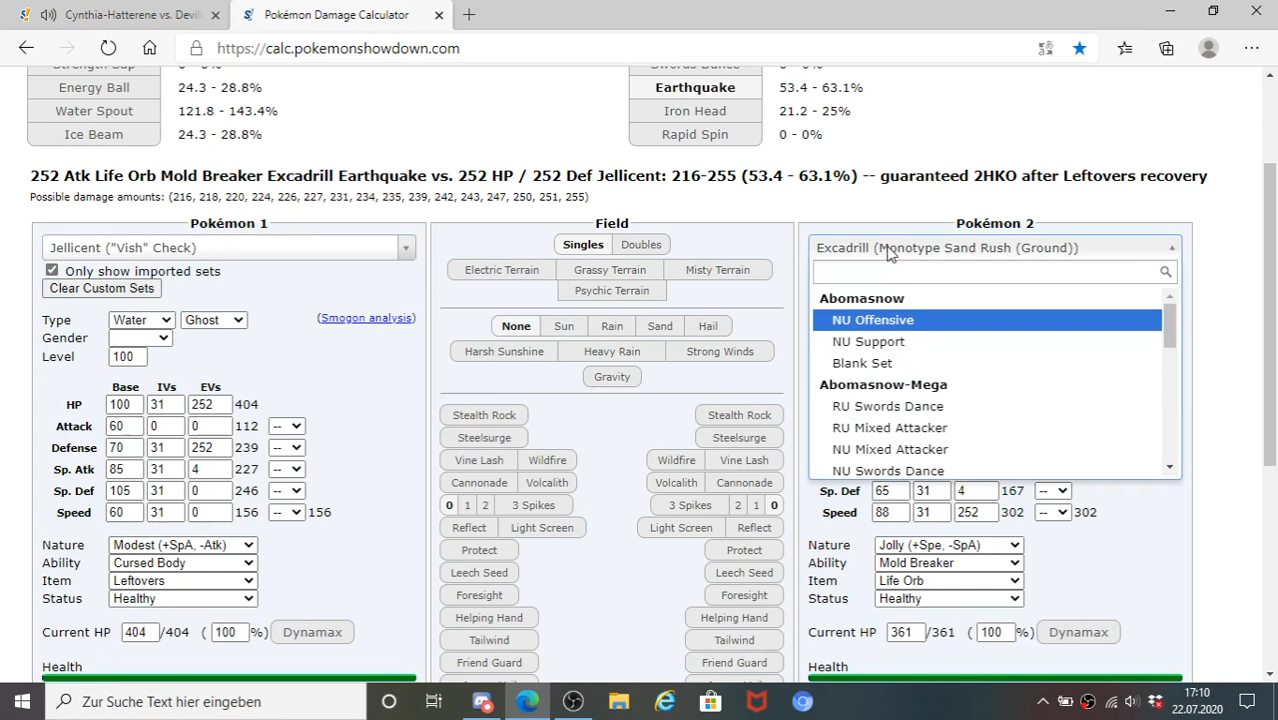 Cynthia-Hatterene vs. Devil
Pokémon Damage Calculator
https://calc.pokemonshowdown.com
Strength Sap 0 - 0% Swords Dance 0 - 0%
Energy Ball 24.3 - 28.8% Earthquake 53.4 - 63.1%
Water Spout 121.8 - 143.4% Iron Head 21.2 - 25%
Ice Beam 24.3 - 28.8% Rapid Spin 0 - 0%
252 Atk Life Orb Mold Breaker Excadrill Earthquake vs. 252 HP / 252 Def Jellicent: 216-255 (53.4 - 63.1%) -- guaranteed 2HKO after Leftovers recovery
Possible damage amounts: (216, 218, 220, 224, 226, 227, 231, 234, 235, 239, 242, 243, 247, 250, 251, 255)
Pokémon 1
Jellicent ("Vish" Check)
Only show imported sets
Clear Custom Sets
Type Water Ghost (Smogon analysis)
Gender
Level 100
Base IVs EVs
HP 100 31 252 404
Attack 60 0 0 112 --
Defense 70 31 252 239 --
Sp. Atk 85 31 4 227 --
Sp. Def 105 31 0 246 --
Speed 60 31 0 156 -- 156
Nature Modest (+SpA, -Atk)
Ability Cursed Body
Item Leftovers
Status Healthy
Current HP 404 /404 ( 100 %) Dynamax
Health
Field
Singles Doubles
Electric Terrain Grassy Terrain Misty Terrain
Psychic Terrain
None Sun Rain Sand Hail
Harsh Sunshine Heavy Rain Strong Winds
Gravity
Stealth Rock Stealth Rock
Steelsurge Steelsurge
Vine Lash Wildfire Wildfire Vine Lash
Cannonade Volcalith Volcalith Cannonade
0 1 2 3 Spikes 3 Spikes 2 1 0
Reflect Light Screen Light Screen Reflect
Protect Protect
Leech Seed Leech Seed
Foresight Foresight
Helping Hand Helping Hand
Tailwind Tailwind
Friend Guard Friend Guard
Pokémon 2
Excadrill (Monotype Sand Rush (Ground))
Abomasnow
NU Offensive
NU Support
Blank Set
Abomasnow-Mega
RU Swords Dance
RU Mixed Attacker
NU Mixed Attacker
NU Swords Dance
Sp. Def 65 31 4 167 --
Speed 88 31 252 302 -- 302
Nature Jolly (+Spe, -SpA)
Ability Mold Breaker
Item Life Orb
Status Healthy
Current HP 361 /361 ( 100 %) Dynamax
Health
Zur Suche Text hier eingeben
17:10
22.07.2020